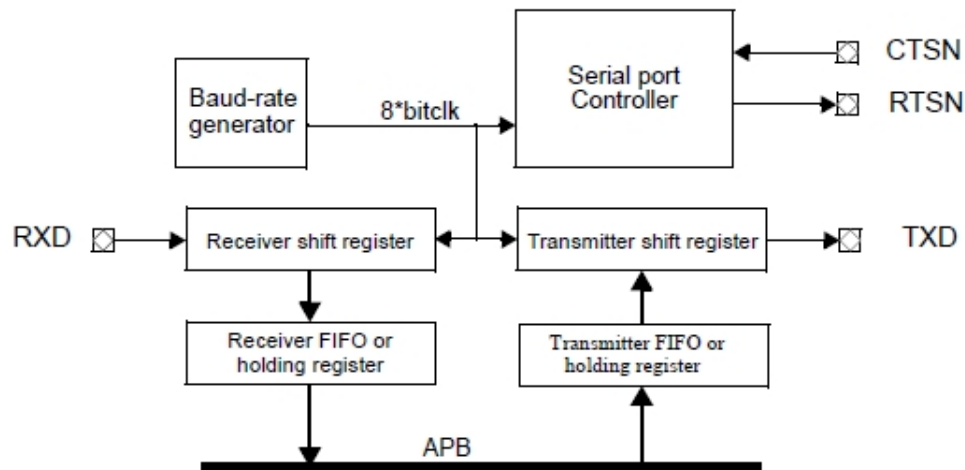 CTSN
Serial port
Controller
RTSN
Baud-rate
generator
8*bitclk
RXD
Receiver shift register
Transmitter shift register
TXD
Receiver FIFO or
holding register
Transmitter FIFO or
holding register
APB